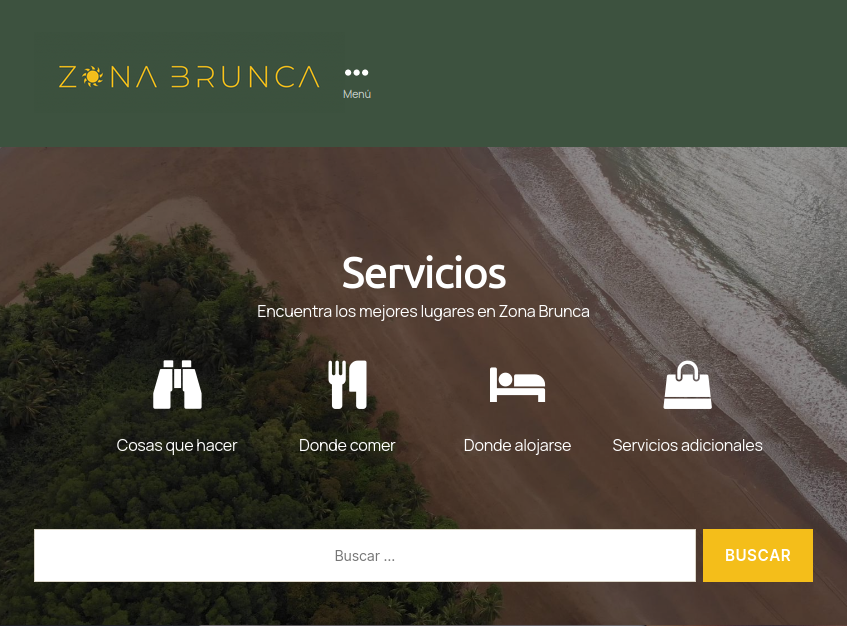 ZONA BRUNCA
Menú
Servicios
Encuentra los mejores lugares en Zona Brunca
Cosas que hacer
Donde comer
Donde alojarse
Servicios adicionales
Buscar ...
BUSCAR